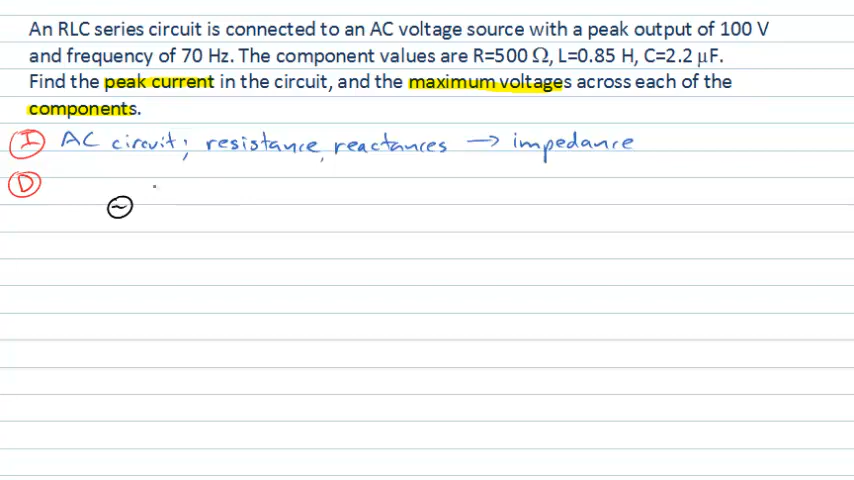 An RLC series circuit is connected to an AC voltage source with a peak output of 100 V
and frequency of 70 Hz. The component values are R=500 Ω, L=0.85 H, C=2.2 μF.
Find the peak current in the circuit, and the maximum voltages across each of the
components.
I AC circuit; resistance, reactances → impedance
D
~